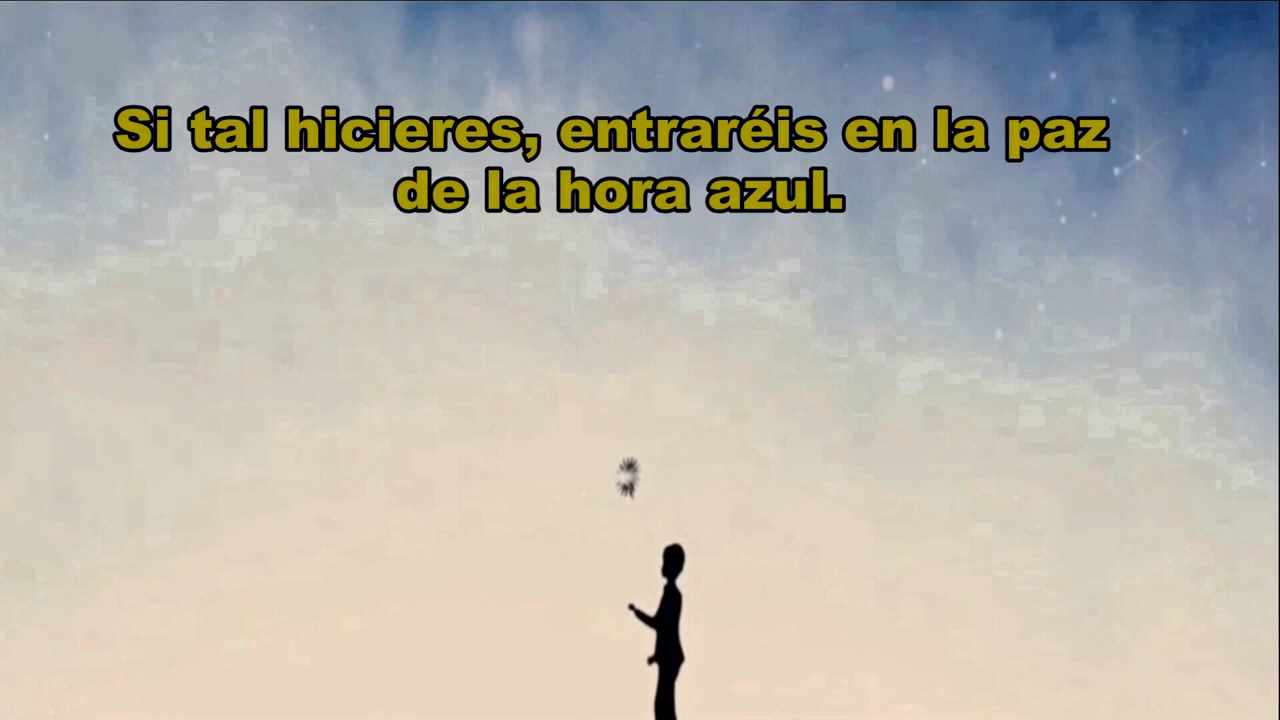 Si tal hicieres, entraréis en la paz
de la hora azul.